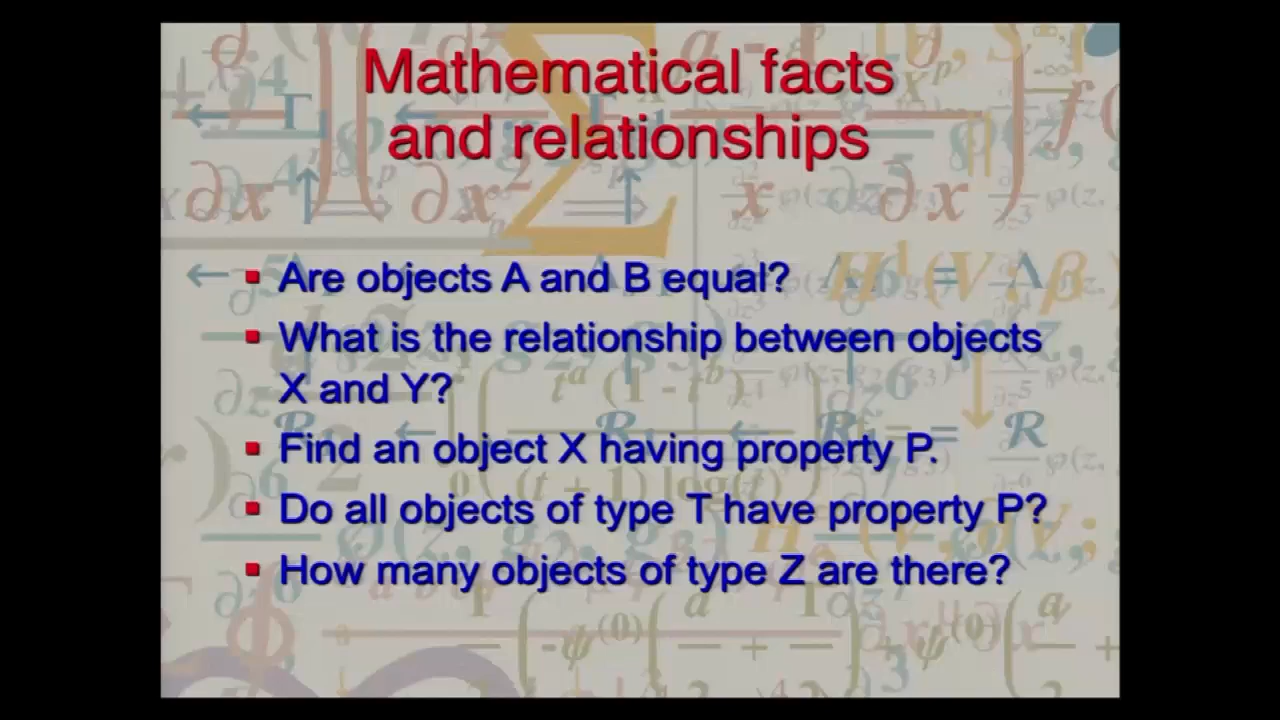 Mathematical facts
and relationships
▪ Are objects A and B equal?
▪ What is the relationship between objects
X and Y?
▪ Find an object X having property P.
▪ Do all objects of type T have property P?
▪ How many objects of type Z are there?